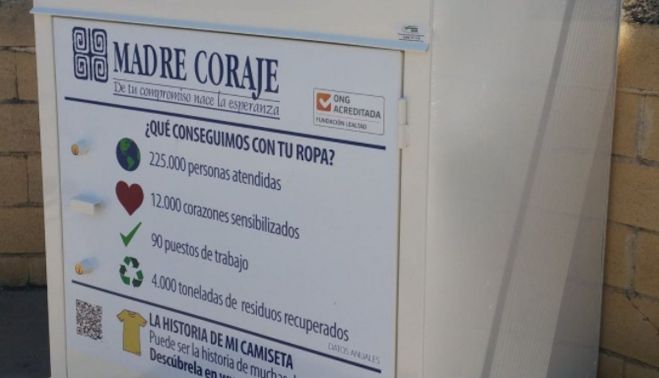 MADRE CORAJE
De tu compromiso nace la esperanza
ONG
ACREDITADA
FUNDACIÓN LEALTAD
¿QUÉ CONSEGUIMOS CON TU ROPA?
225.000 personas atendidas
12.000 corazones sensibilizados
90 puestos de trabajo
4.000 toneladas de residuos recuperados
DATOS ANUALES
LA HISTORIA DE MI CAMISETA
Puede ser la historia de
Descúbrela en